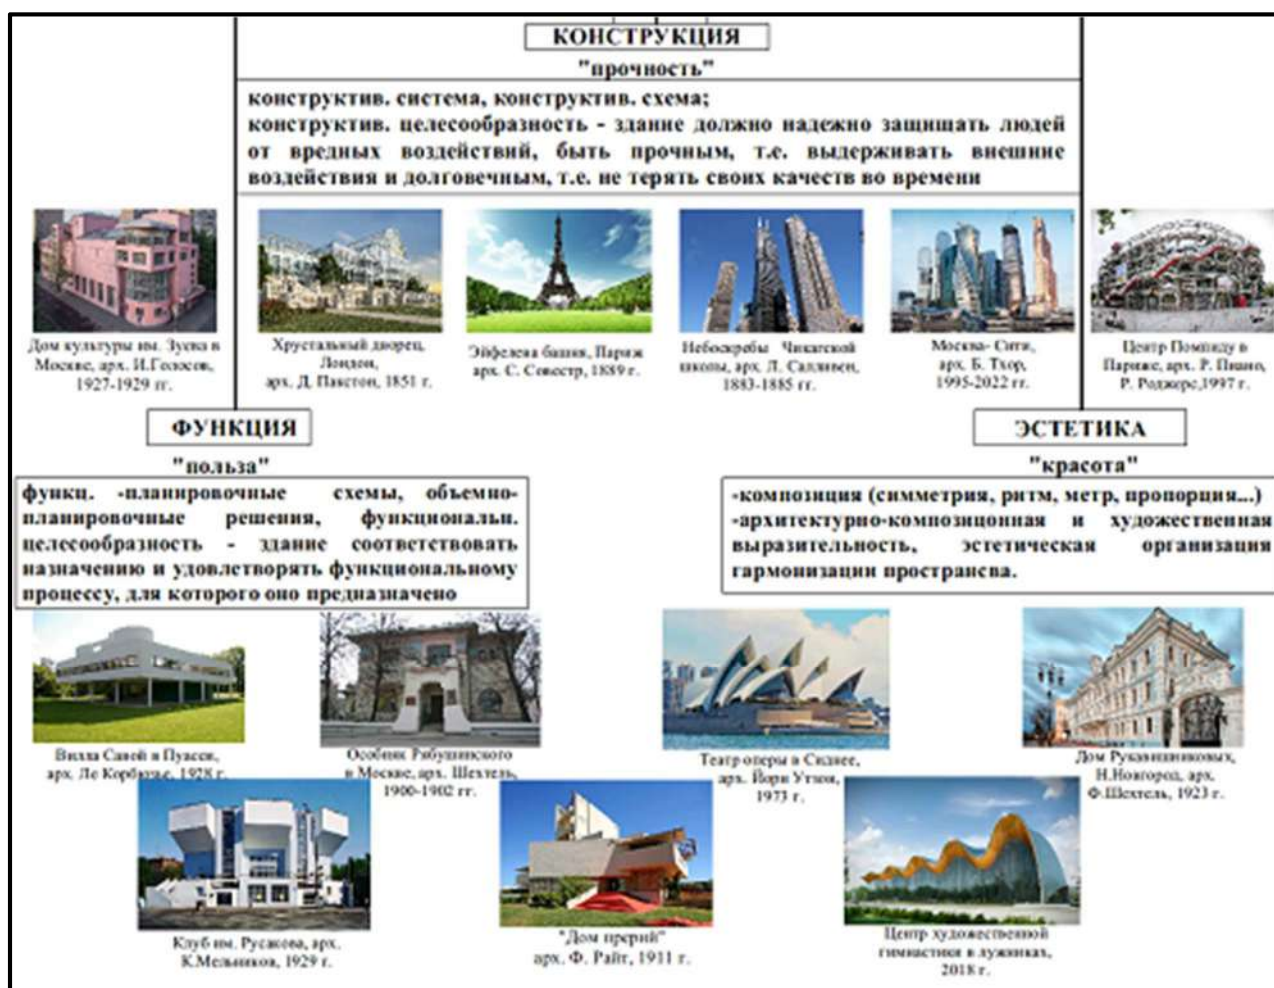 КОНСТРУКЦИЯ
"прочность"
конструктив. система, конструктив. схема;
конструктив. целесообразность - здание должно надежно защищать людей
от вредных воздействий, быть прочным, т.е. выдерживать внешние
воздействия и долговечным, т.е. не терять своих качеств во времени
Дом культуры им. Зуева в
Москве, арх. И.Голосов,
1927-1929 гг.
Хрустальный дворец,
Лондон,
арх. Д. Пакстон, 1851 г.
Эйфелева башня, Париж
арх. С. Совестр, 1889 г.
Небоскребы Чикагской
школы, арх. Л. Салливен,
1883-1885 гг.
Москва- Сити,
арх. Б. Тхор,
1995-2022 гг.
Центр Помпиду в
Париже, арх. Р. Пиано,
Р. Роджерс,1997 г.
ФУНКЦИЯ
"польза"
функц. -планировочные схемы, объемно-
планировочные решения, функциональн.
целесообразность - здание соответствовать
назначению и удовлетворять функциональному
процессу, для которого оно предназначено
ЭСТЕТИКА
"красота"
-композиция (симметрия, ритм, метр, пропорция...)
-архитектурно-композицонная и художественная
выразительность, эстетическая организация
гармонизации пространсва.
Вилла Савой в Пуасси,
арх. Ле Корбюзье, 1928 г.
Особняк Рябушинского
в Москве, арх. Шехтель,
1900-1902 гг.
Театр оперы в Сиднее,
арх. Йорн Утзон,
1973 г.
Дом Рукавишниковых,
Н.Новгород, арх.
Ф.Шехтель, 1923 г.
Клуб им. Русакова, арх.
К.Мельников, 1929 г.
"Дом прерий"
арх. Ф. Райт, 1911 г.
Центр художественной
гимнастики в лужниках,
2018 г.